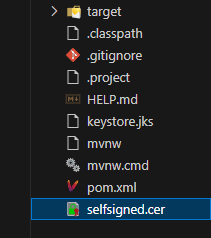 target
.classpath
.gitignore
.project
HELP.md
keystore.jks
mvnw
mvnw.cmd
pom.xml
selfsigned.cer